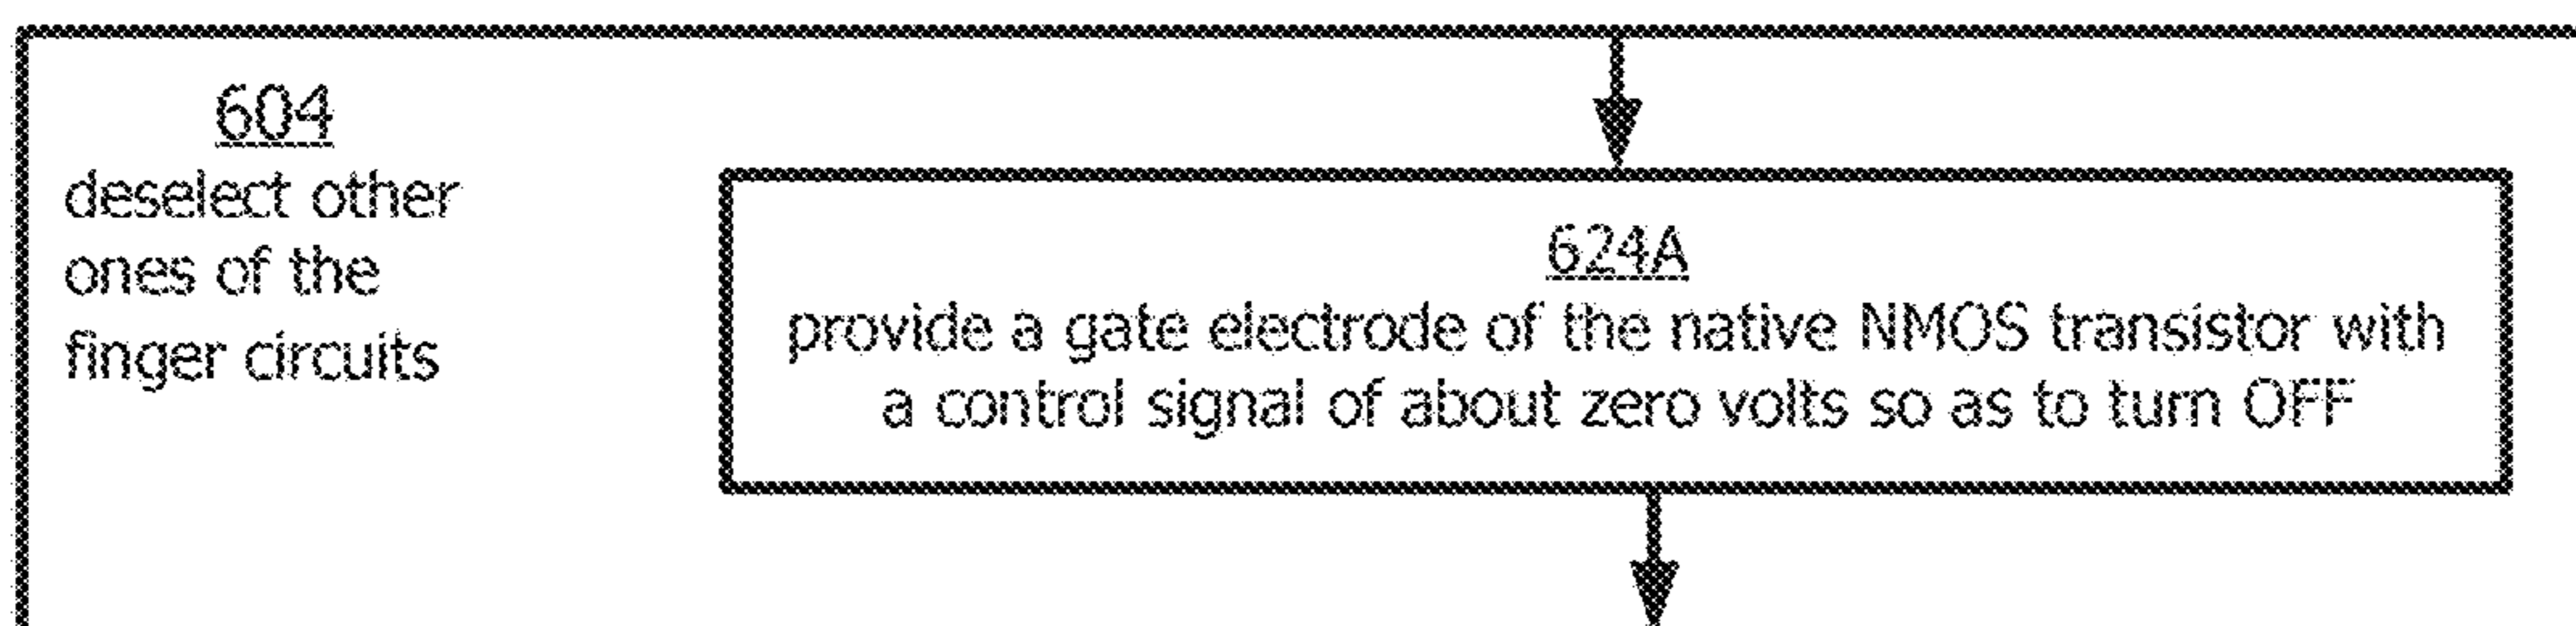 604
deselect other
ones of the
finger circuits
624A
provide a gate electrode of the native NMOS transistor with
a control signal of about zero volts so as to turn OFF